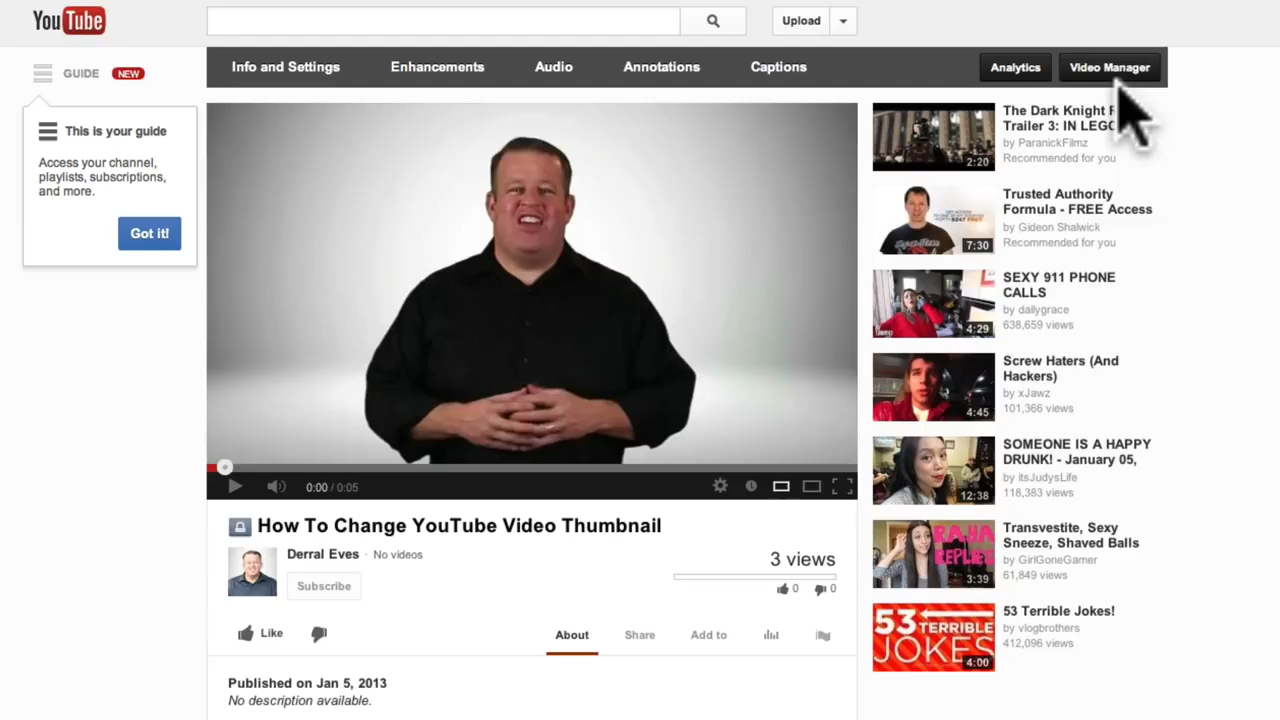 YouTube
Upload
GUIDE NEW
Info and Settings Enhancements Audio Annotations Captions Analytics Video Manager
This is your guide
Access your channel,
playlists, subscriptions,
and more.
Got it!
0:00 / 0:05
How To Change YouTube Video Thumbnail
Derral Eves · No videos
Subscribe
3 views
0 0
Like
About Share Add to
Published on Jan 5, 2013
No description available.
2:20
The Dark Knight
Trailer 3: IN LEGO
by ParanickFilmz
Recommended for you
7:30
Trusted Authority
Formula - FREE Access
by Gideon Shalwick
Recommended for you
4:29
SEXY 911 PHONE
CALLS
by dailygrace
638,659 views
4:45
Screw Haters (And
Hackers)
by xJawz
101,366 views
12:38
SOMEONE IS A HAPPY
DRUNK! - January 05,
by itsJudysLife
118,383 views
RAYA
REPLIES
3:39
Transvestite, Sexy
Sneeze, Shaved Balls
by GirlGoneGamer
61,849 views
53 TERRIBLE
JOKES!
4:00
53 Terrible Jokes!
by vlogbrothers
412,096 views